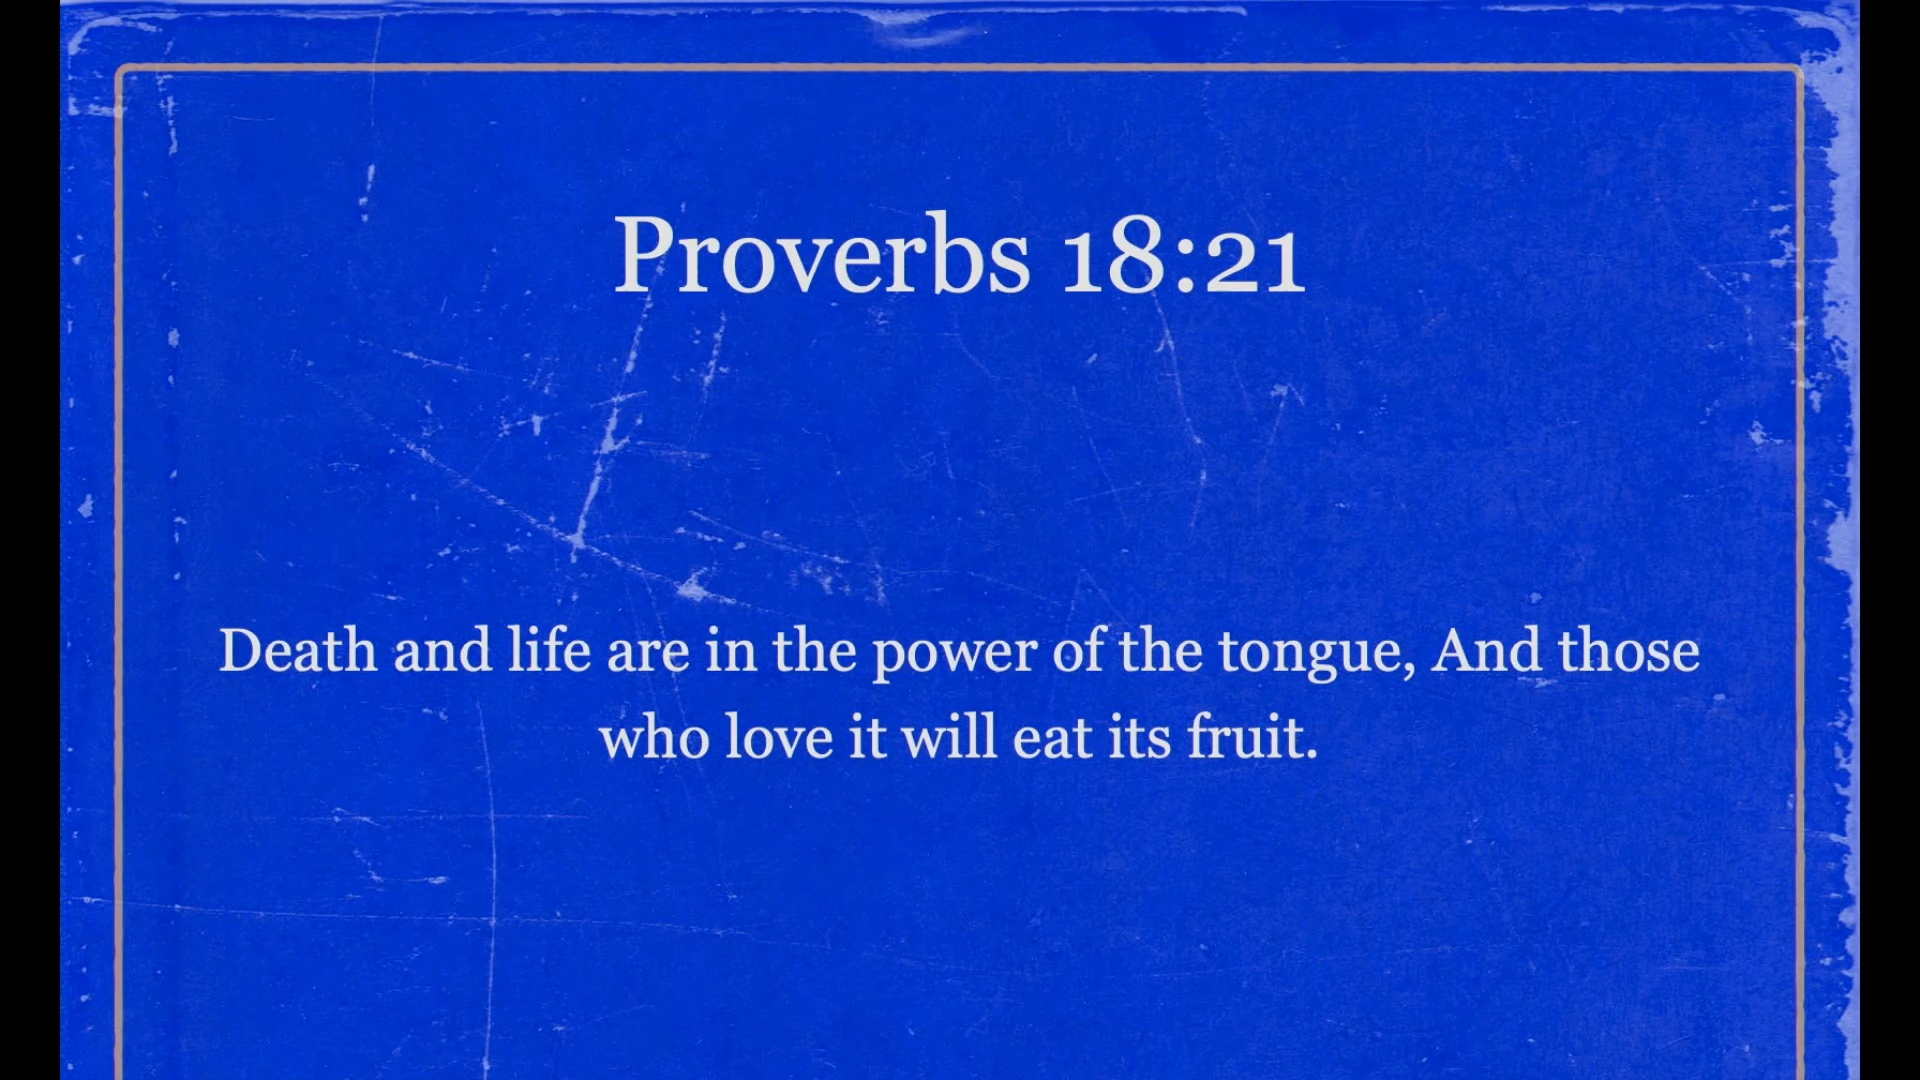 Proverbs 18:21
Death and life are in the power of the tongue, And those
who love it will eat its fruit.